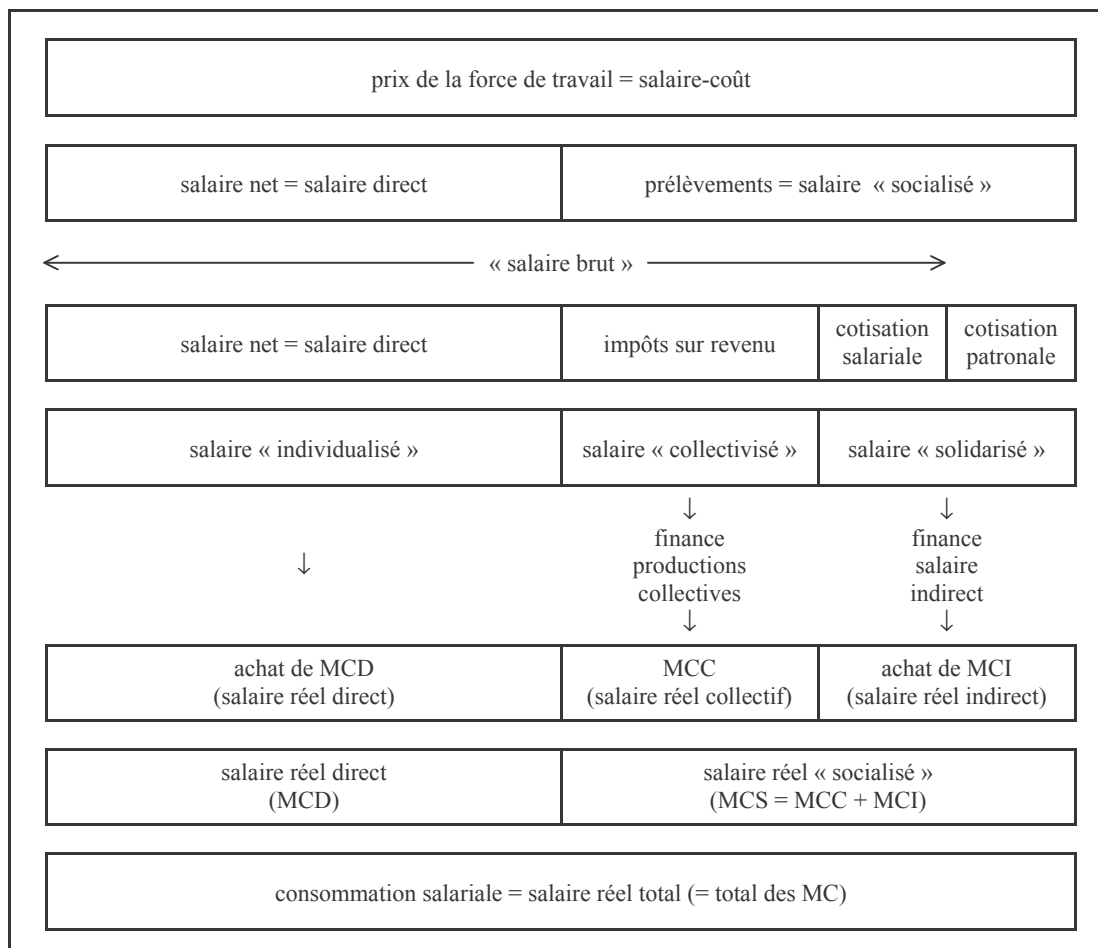 prix de la force de travail = salaire-coût
salaire net = salaire direct
prélèvements = salaire « socialisé »
« salaire brut »
salaire net = salaire direct
impôts sur revenu
cotisation
salariale
cotisation
patronale
salaire « individualisé »
salaire « collectivisé »
salaire « solidarisé »
↓
↓
finance
productions
collectives
↓
↓
finance
salaire
indirect
↓
achat de MCD
(salaire réel direct)
MCC
(salaire réel collectif)
achat de MCI
(salaire réel indirect)
salaire réel direct
(MCD)
salaire réel « socialisé »
(MCS = MCC + MCI)
consommation salariale = salaire réel total (= total des MC)